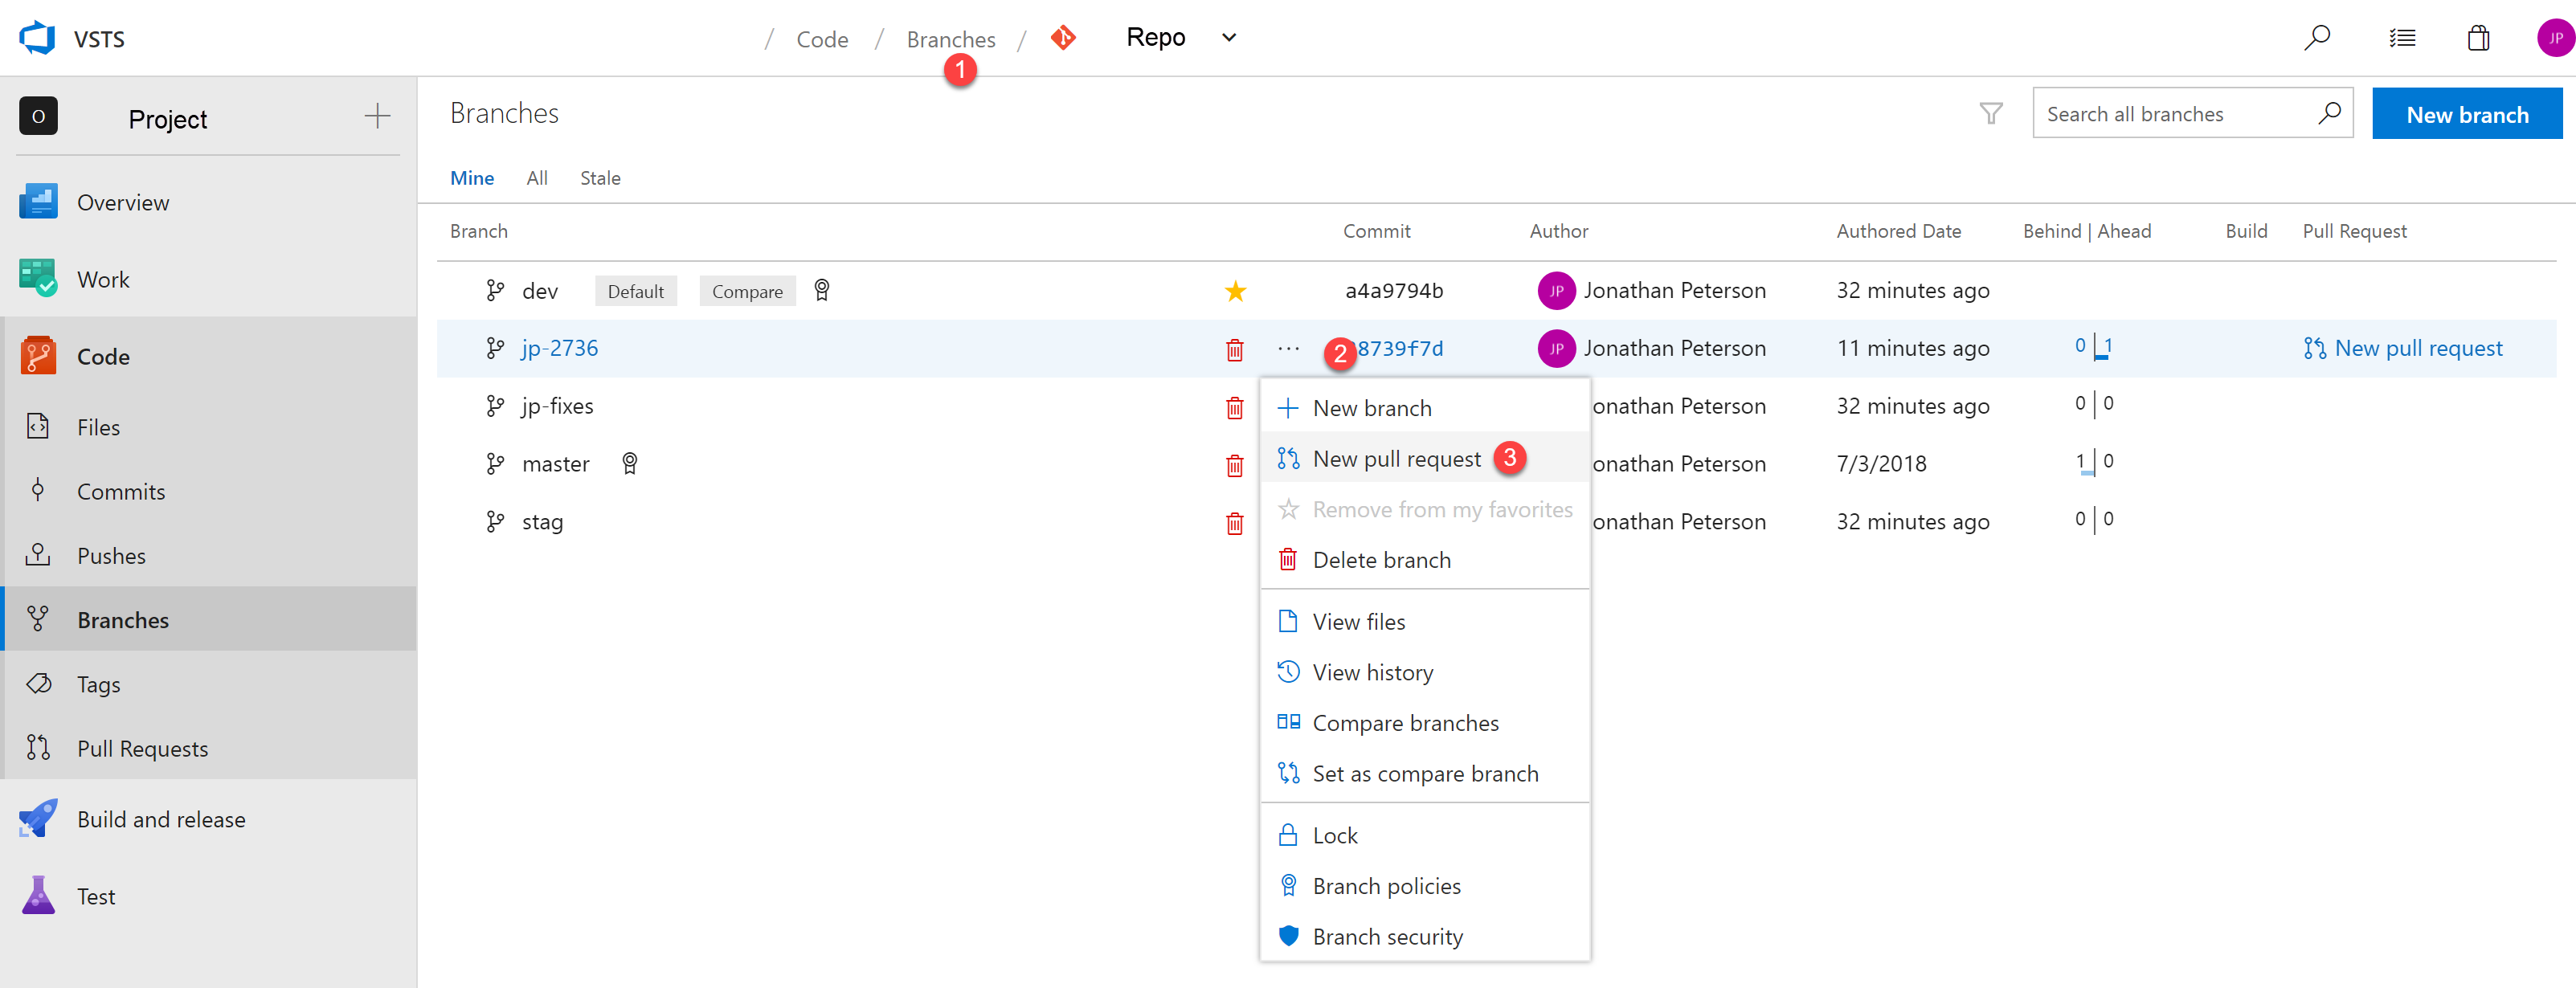 VSTS / Code / Branches / Repo JP
1
O Project
Branches Search all branches New branch
Mine All Stale
Overview
Branch Commit Author Authored Date Behind | Ahead Build Pull Request
Work
dev Default Compare a4a9794b JP Jonathan Peterson 32 minutes ago
Code
jp-2736 ... 2 8739f7d JP Jonathan Peterson 11 minutes ago 0 | 1 New pull request
jp-fixes onathan Peterson 32 minutes ago 0 | 0
master onathan Peterson 7/3/2018 1 | 0
stag onathan Peterson 32 minutes ago 0 | 0
New branch
New pull request 3
Remove from my favorites
Delete branch
View files
View history
Compare branches
Set as compare branch
Lock
Branch policies
Branch security
Files
Commits
Pushes
Branches
Tags
Pull Requests
Build and release
Test